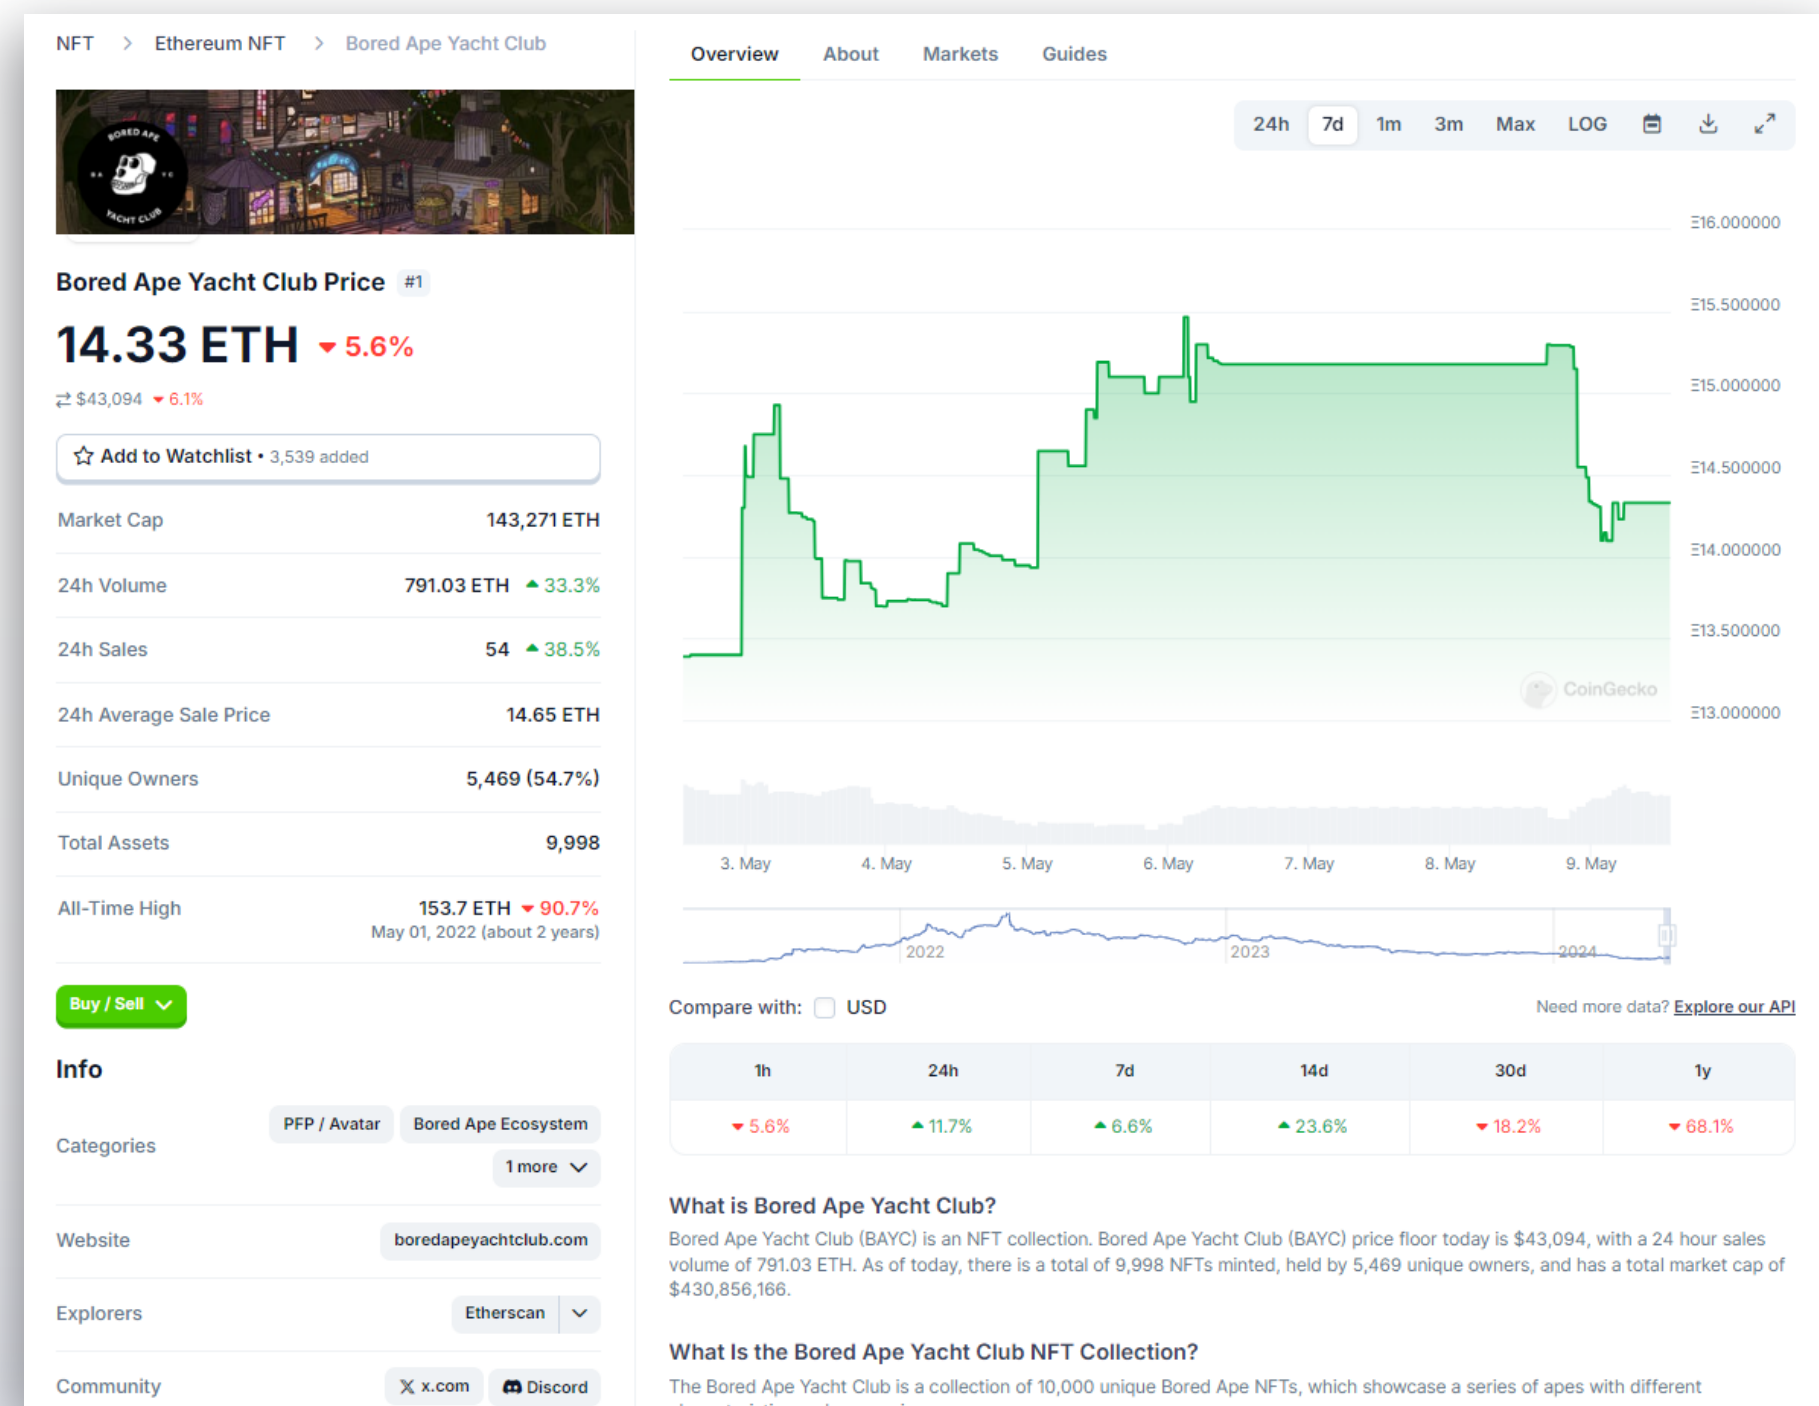 NFT > Ethereum NFT > Bored Ape Yacht Club
BORED APE
BA YC
YACHT CLUB
BAYC
Bored Ape Yacht Club Price #1
14.33 ETH 5.6%
$43,094 6.1%
Add to Watchlist • 3,539 added
Market Cap 143,271 ETH
24h Volume 791.03 ETH 33.3%
24h Sales 54 38.5%
24h Average Sale Price 14.65 ETH
Unique Owners 5,469 (54.7%)
Total Assets 9,998
All-Time High 153.7 ETH 90.7%
May 01, 2022 (about 2 years)
Buy / Sell
Info
Categories PFP / Avatar Bored Ape Ecosystem
1 more
Website boredapeyachtclub.com
Explorers Etherscan
Community x.com Discord
Overview About Markets Guides
24h 7d 1m 3m Max LOG
Ξ16.000000
Ξ15.500000
Ξ15.000000
Ξ14.500000
Ξ14.000000
Ξ13.500000
CoinGecko
Ξ13.000000
3. May 4. May 5. May 6. May 7. May 8. May 9. May
2022 2023 2024
Compare with: USD
Need more data? Explore our API
1h 24h 7d 14d 30d 1y
5.6% 11.7% 6.6% 23.6% 18.2% 68.1%
What is Bored Ape Yacht Club?
Bored Ape Yacht Club (BAYC) is an NFT collection. Bored Ape Yacht Club (BAYC) price floor today is $43,094, with a 24 hour sales
volume of 791.03 ETH. As of today, there is a total of 9,998 NFTs minted, held by 5,469 unique owners, and has a total market cap of
$430,856,166.
What Is the Bored Ape Yacht Club NFT Collection?
The Bored Ape Yacht Club is a collection of 10,000 unique Bored Ape NFTs, which showcase a series of apes with different